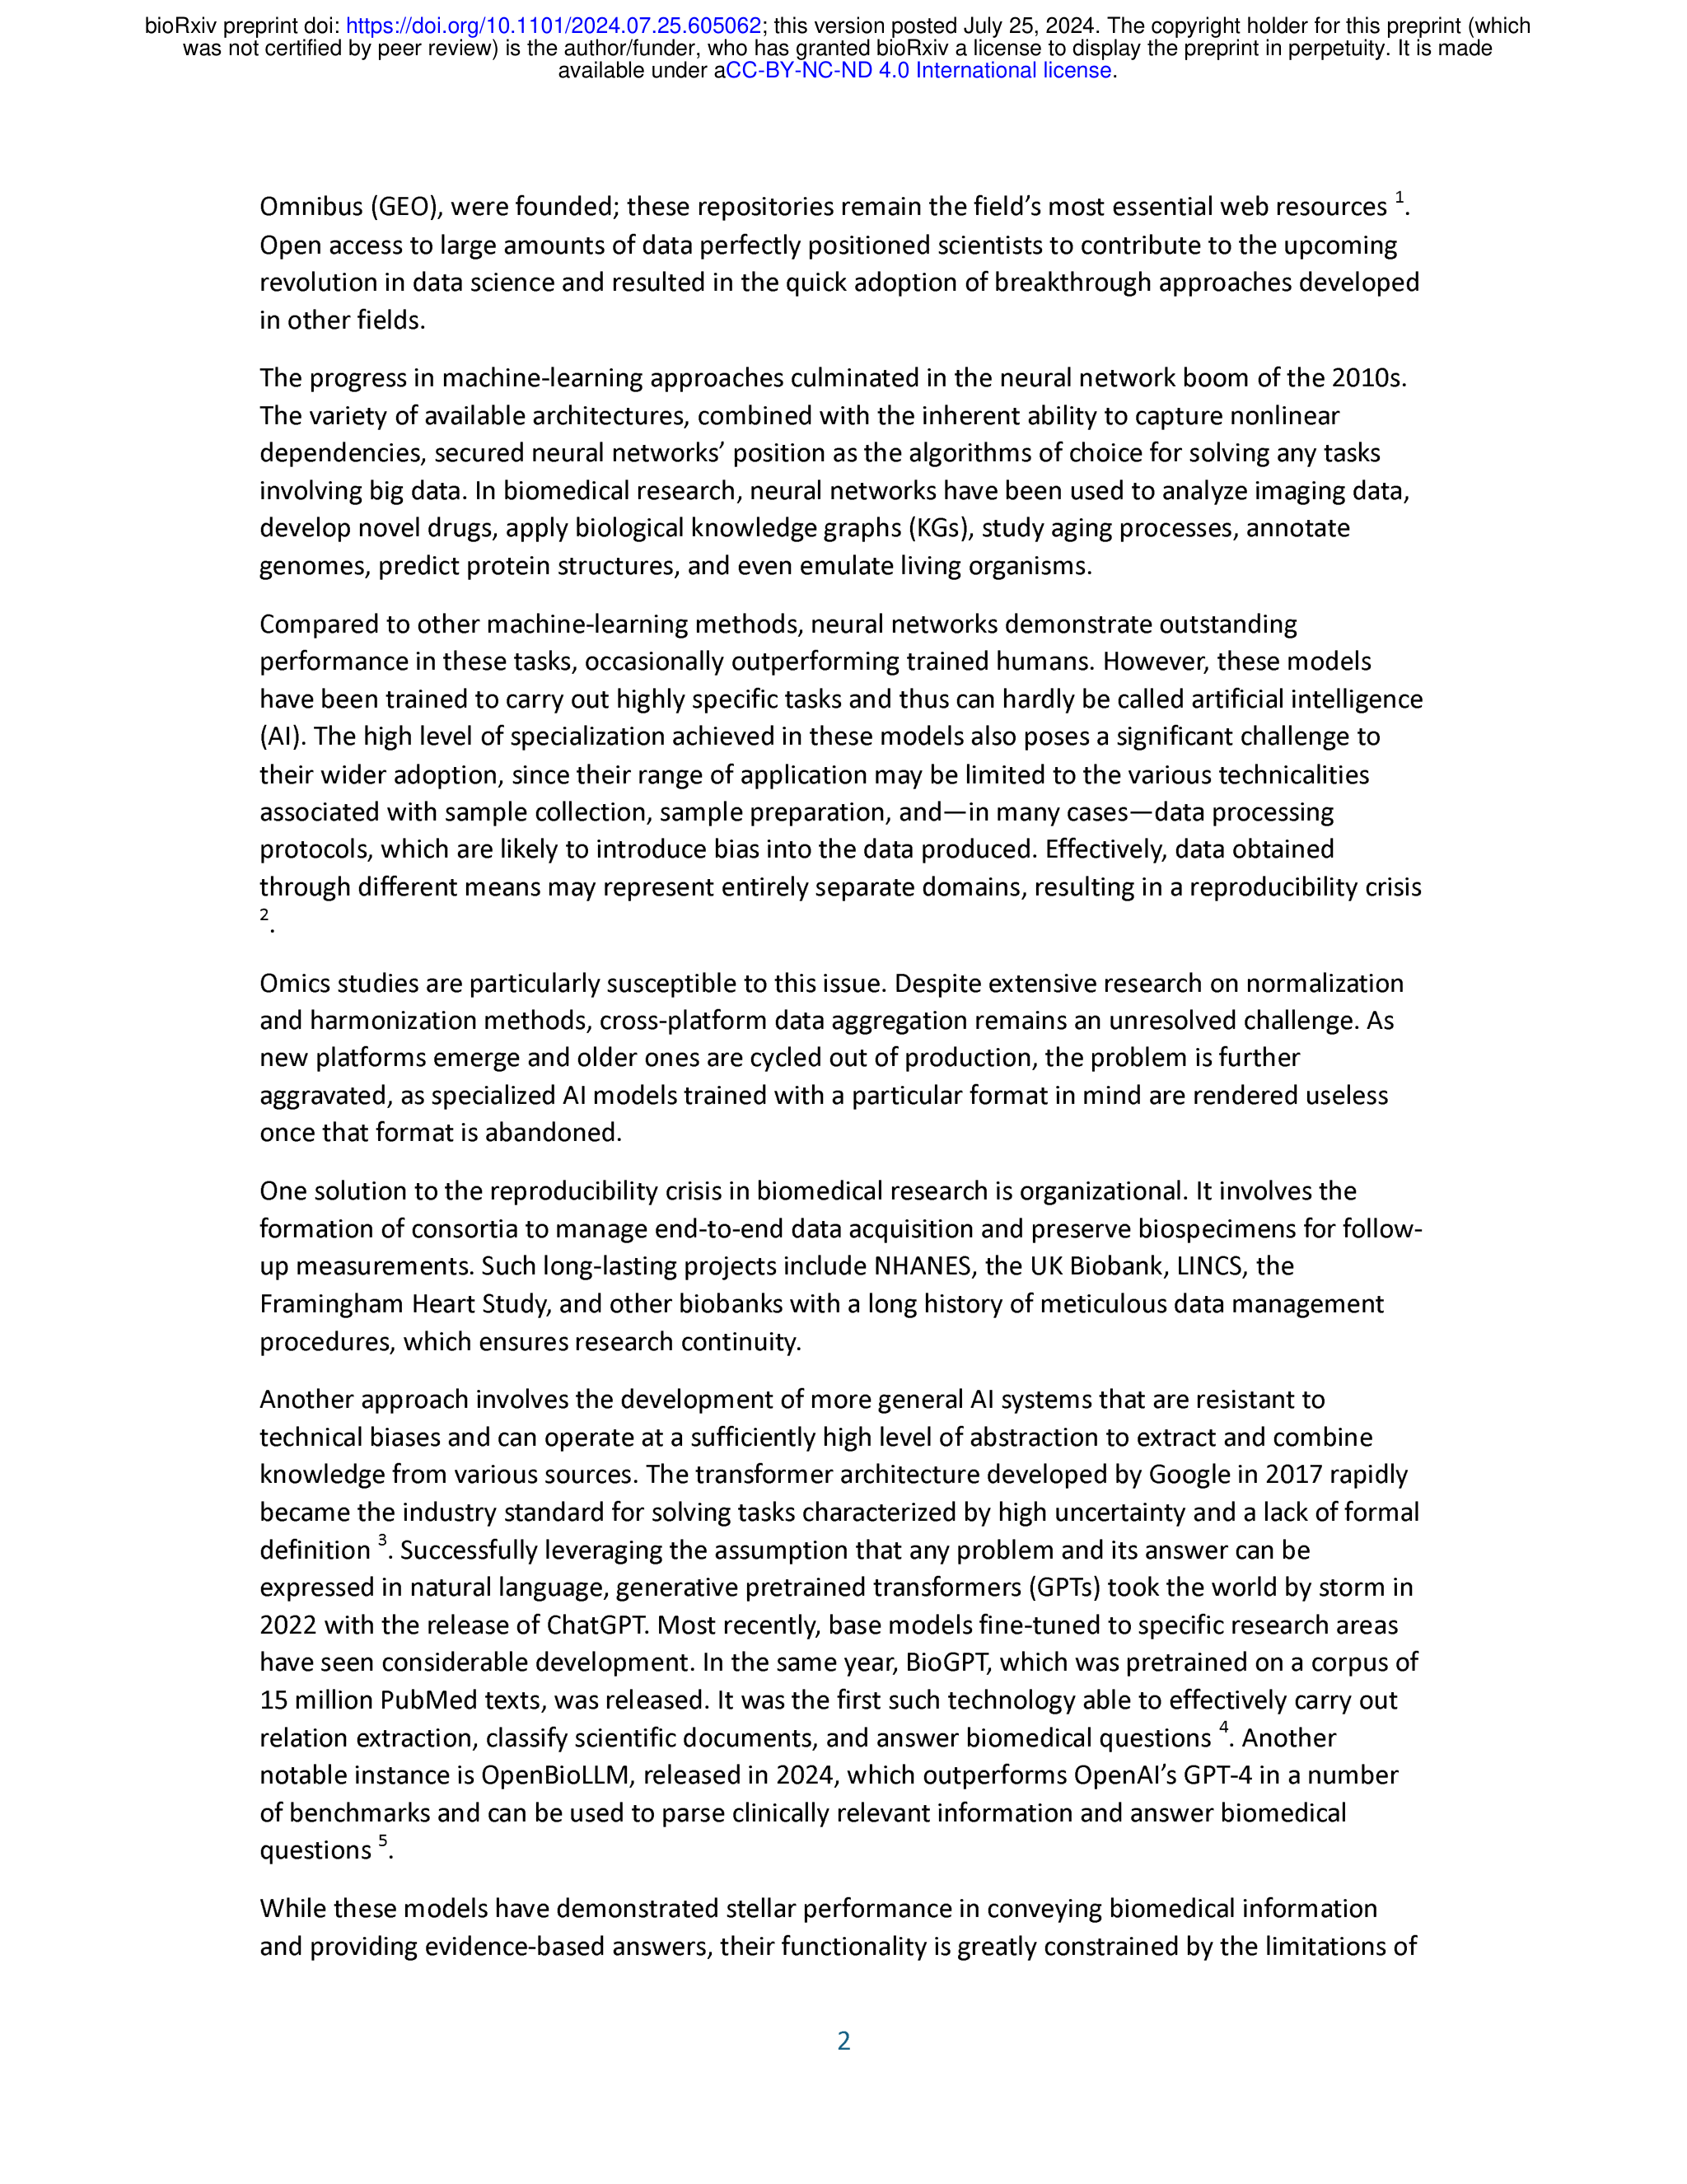 bioRxiv preprint doi: https://doi.org/10.1101/2024.07.25.605062; this version posted July 25, 2024. The copyright holder for this preprint (which
was not certified by peer review) is the author/funder, who has granted bioRxiv a license to display the preprint in perpetuity. It is made
available under aCC-BY-NC-ND 4.0 International license.
Omnibus (GEO), were founded; these repositories remain the field’s most essential web resources 1.
Open access to large amounts of data perfectly positioned scientists to contribute to the upcoming
revolution in data science and resulted in the quick adoption of breakthrough approaches developed
in other fields.
The progress in machine-learning approaches culminated in the neural network boom of the 2010s.
The variety of available architectures, combined with the inherent ability to capture nonlinear
dependencies, secured neural networks’ position as the algorithms of choice for solving any tasks
involving big data. In biomedical research, neural networks have been used to analyze imaging data,
develop novel drugs, apply biological knowledge graphs (KGs), study aging processes, annotate
genomes, predict protein structures, and even emulate living organisms.
Compared to other machine-learning methods, neural networks demonstrate outstanding
performance in these tasks, occasionally outperforming trained humans. However, these models
have been trained to carry out highly specific tasks and thus can hardly be called artificial intelligence
(AI). The high level of specialization achieved in these models also poses a significant challenge to
their wider adoption, since their range of application may be limited to the various technicalities
associated with sample collection, sample preparation, and—in many cases—data processing
protocols, which are likely to introduce bias into the data produced. Effectively, data obtained
through different means may represent entirely separate domains, resulting in a reproducibility crisis
2.
Omics studies are particularly susceptible to this issue. Despite extensive research on normalization
and harmonization methods, cross-platform data aggregation remains an unresolved challenge. As
new platforms emerge and older ones are cycled out of production, the problem is further
aggravated, as specialized AI models trained with a particular format in mind are rendered useless
once that format is abandoned.
One solution to the reproducibility crisis in biomedical research is organizational. It involves the
formation of consortia to manage end-to-end data acquisition and preserve biospecimens for follow-
up measurements. Such long-lasting projects include NHANES, the UK Biobank, LINCS, the
Framingham Heart Study, and other biobanks with a long history of meticulous data management
procedures, which ensures research continuity.
Another approach involves the development of more general AI systems that are resistant to
technical biases and can operate at a sufficiently high level of abstraction to extract and combine
knowledge from various sources. The transformer architecture developed by Google in 2017 rapidly
became the industry standard for solving tasks characterized by high uncertainty and a lack of formal
definition 3. Successfully leveraging the assumption that any problem and its answer can be
expressed in natural language, generative pretrained transformers (GPTs) took the world by storm in
2022 with the release of ChatGPT. Most recently, base models fine-tuned to specific research areas
have seen considerable development. In the same year, BioGPT, which was pretrained on a corpus of
15 million PubMed texts, was released. It was the first such technology able to effectively carry out
relation extraction, classify scientific documents, and answer biomedical questions 4. Another
notable instance is OpenBioLLM, released in 2024, which outperforms OpenAI’s GPT-4 in a number
of benchmarks and can be used to parse clinically relevant information and answer biomedical
questions 5.
While these models have demonstrated stellar performance in conveying biomedical information
and providing evidence-based answers, their functionality is greatly constrained by the limitations of
2